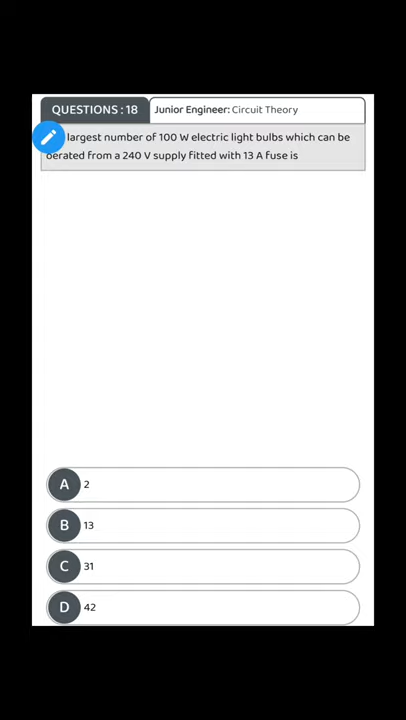 QUESTIONS : 18
Junior Engineer: Circuit Theory
largest number of 100 W electric light bulbs which can be
oerated from a 240 V supply fitted with 13 A fuse is
A 2
B 13
C 31
D 42